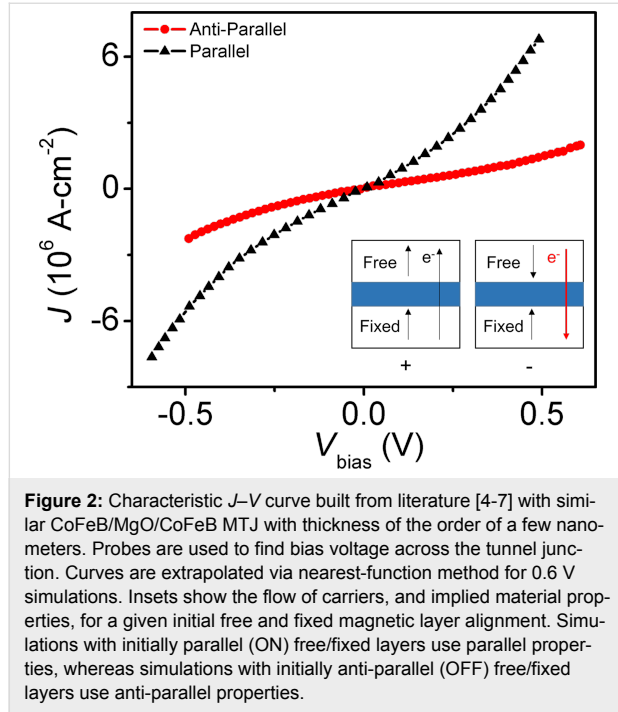 Anti-Parallel
Parallel
6
0
-6
J (10⁶ A-cm⁻²)
Free
e⁻
Fixed
+
Free
e⁻
Fixed
-
-0.5
0.0
0.5
V_bias (V)
Figure 2: Characteristic J–V curve built from literature [4-7] with simi-
lar CoFeB/MgO/CoFeB MTJ with thickness of the order of a few nano-
meters. Probes are used to find bias voltage across the tunnel junc-
tion. Curves are extrapolated via nearest-function method for 0.6 V
simulations. Insets show the flow of carriers, and implied material prop-
erties, for a given initial free and fixed magnetic layer alignment. Simu-
lations with initially parallel (ON) free/fixed layers use parallel proper-
ties, whereas simulations with initially anti-parallel (OFF) free/fixed
layers use anti-parallel properties.